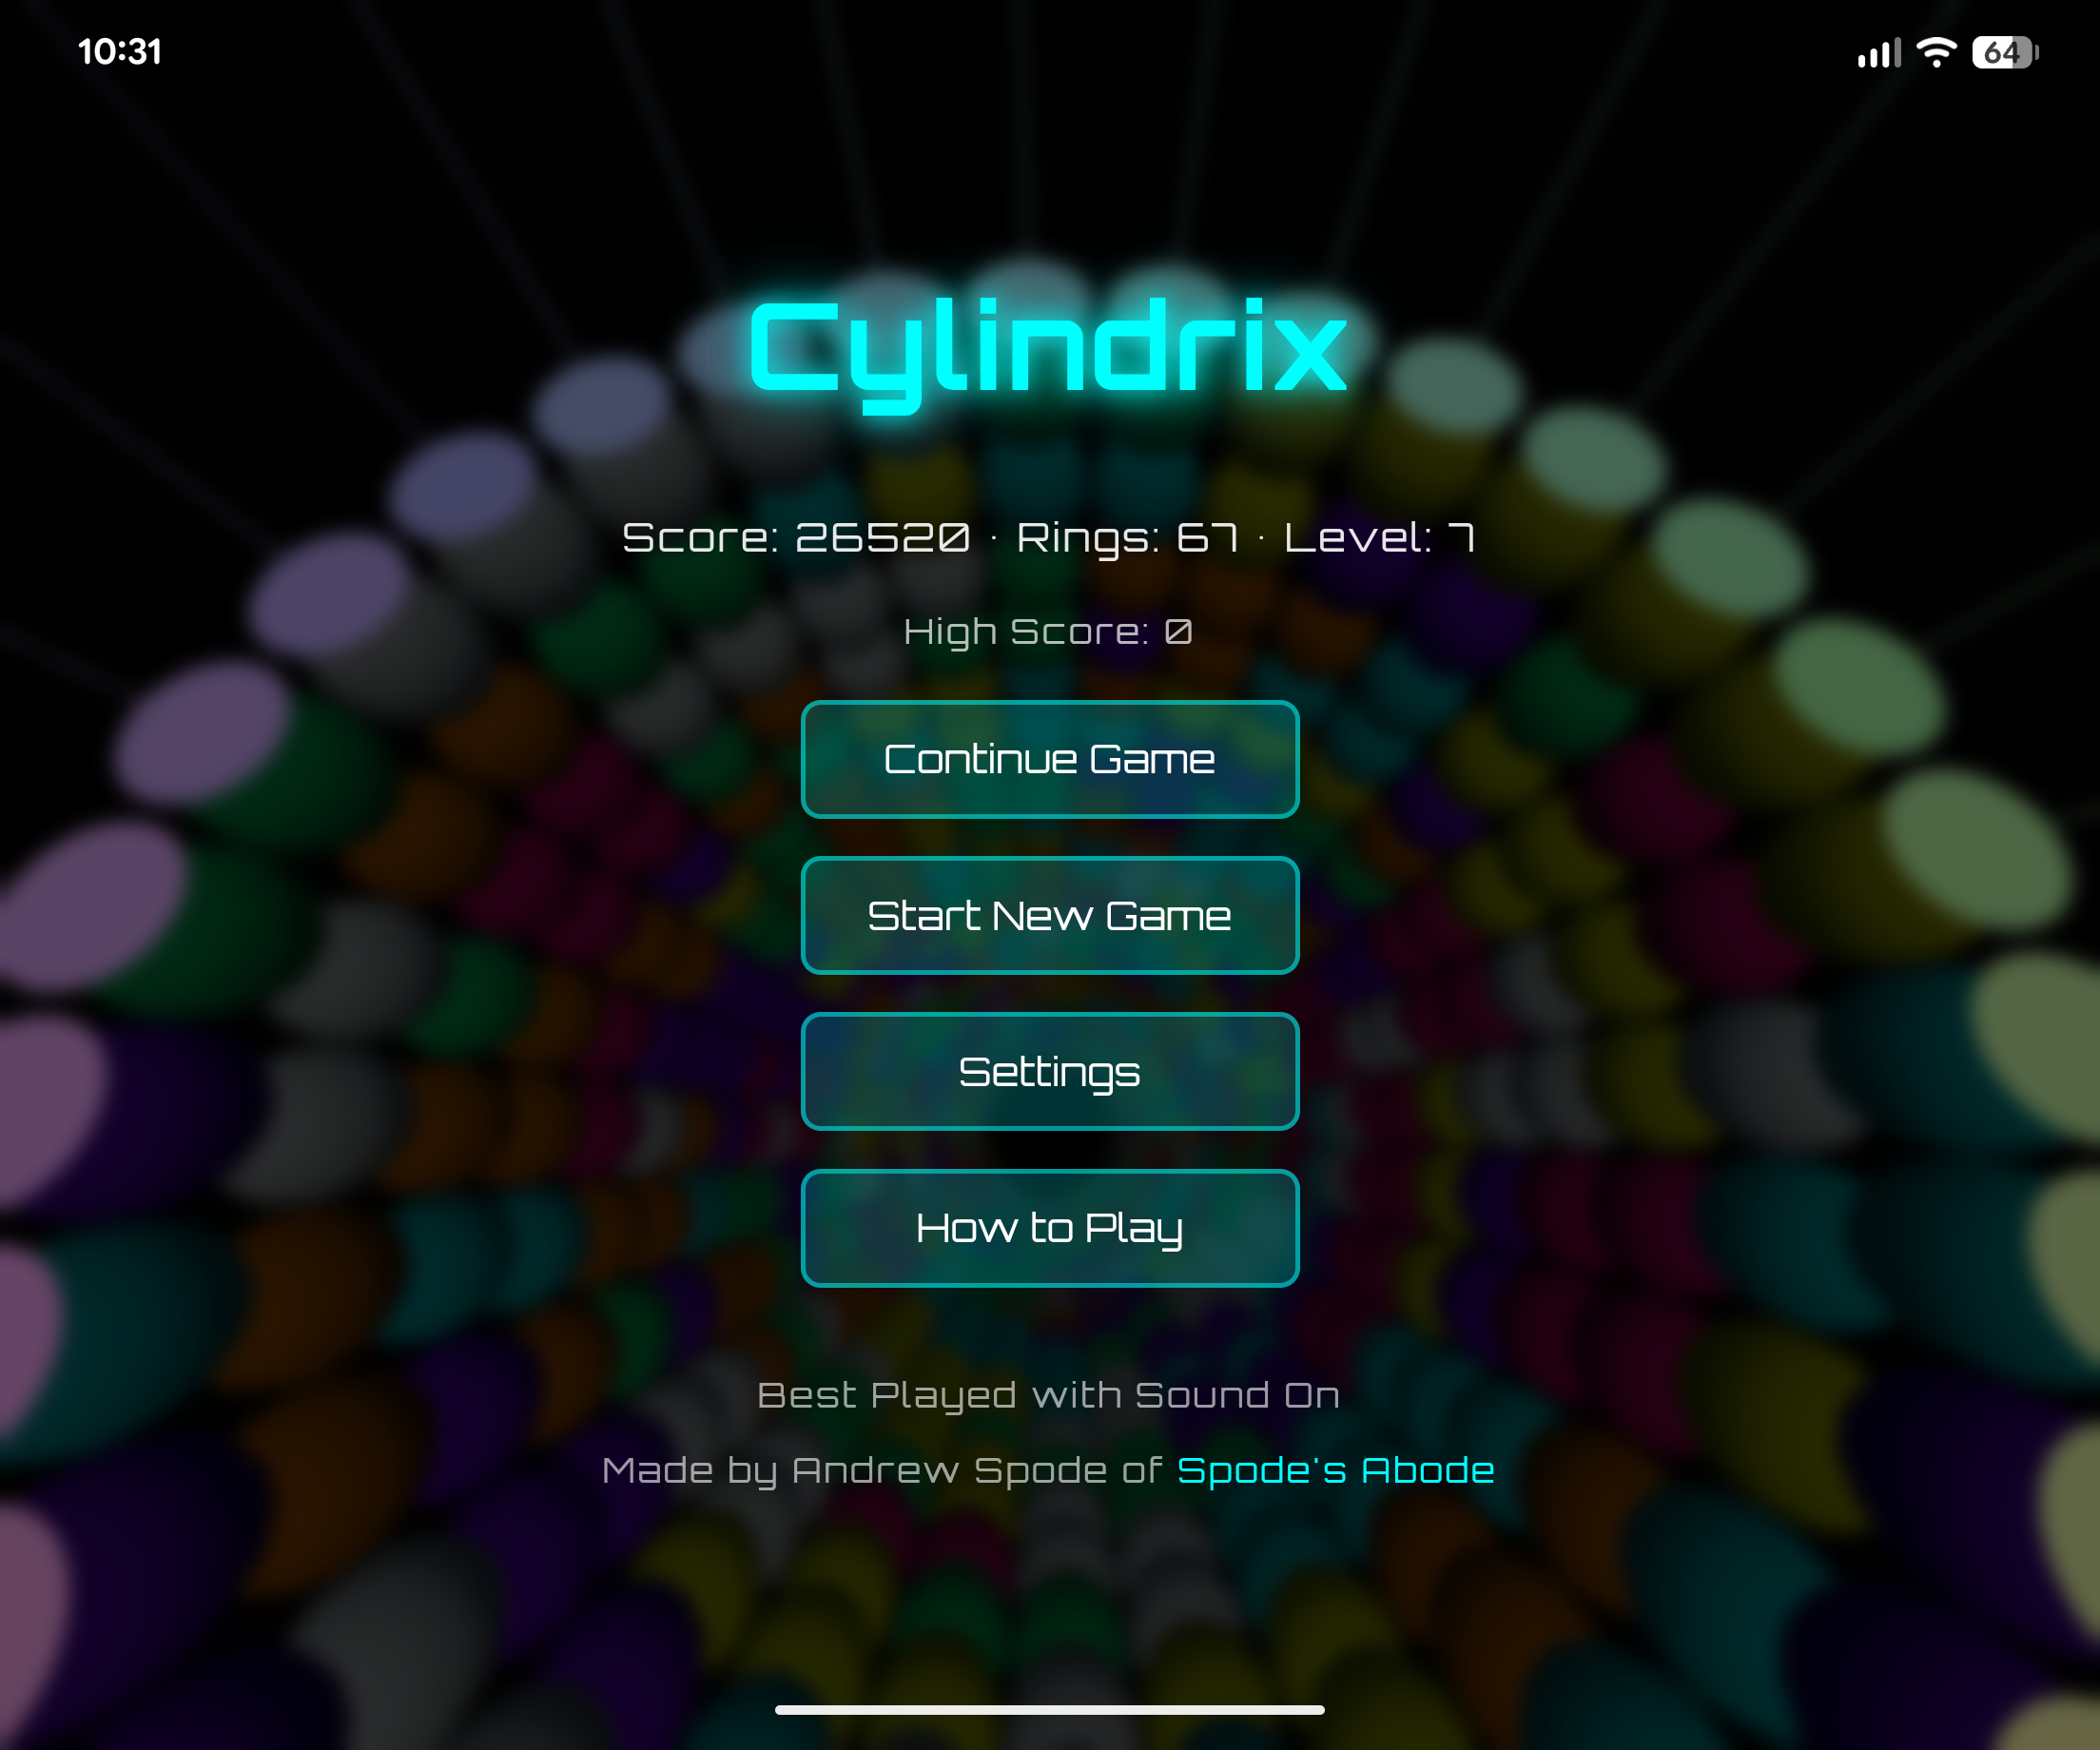 10:31
64
Cylindrix
Score: 26520 · Rings: 67 · Level: 7
High Score: 0
Continue Game
Start New Game
Settings
How to Play
Best Played with Sound On
Made by Andrew Spode of Spode's Abode